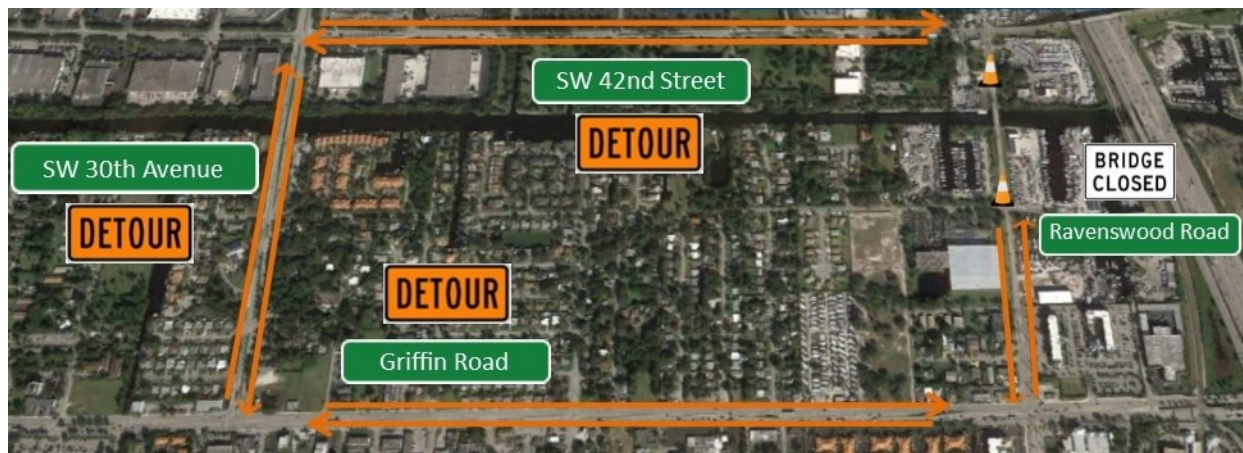 SW 42nd Street
DETOUR
SW 30th Avenue
DETOUR
BRIDGE
CLOSED
Ravenswood Road
DETOUR
Griffin Road